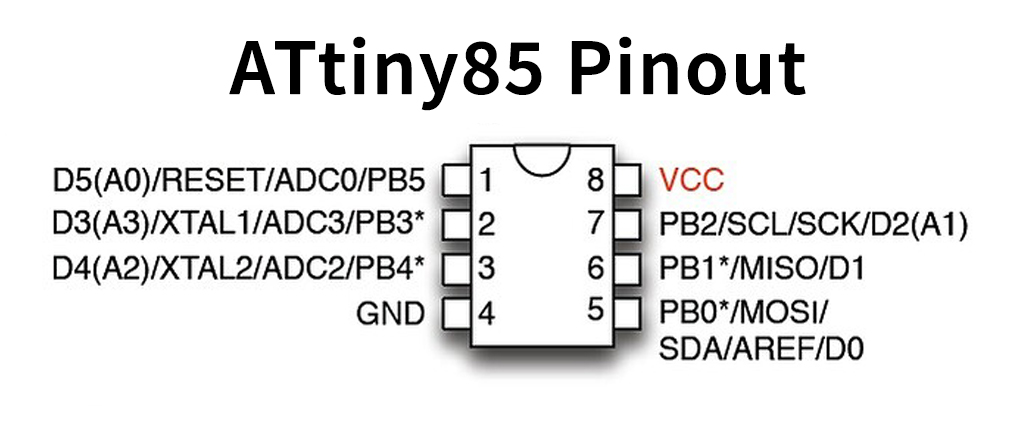 ATtiny85 Pinout
D5(A0)/RESET/ADC0/PB5 1 8 VCC
D3(A3)/XTAL1/ADC3/PB3* 2 7 PB2/SCL/SCK/D2(A1)
D4(A2)/XTAL2/ADC2/PB4* 3 6 PB1*/MISO/D1
GND 4 5 PB0*/MOSI/
SDA/AREF/D0